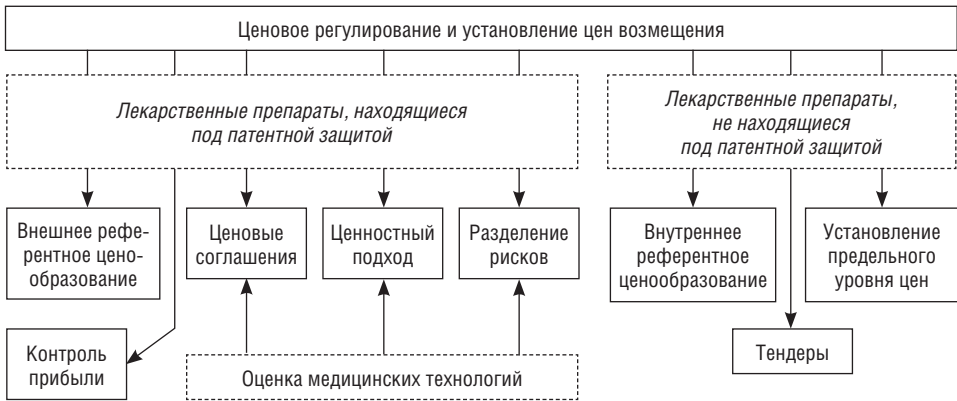 Ценовое регулирование и установление цен возмещения
Лекарственные препараты, находящиеся
под патентной защитой
Лекарственные препараты,
не находящиеся
под патентной защитой
Внешнее рефе-
рентное цено-
образование
Ценовые
соглашения
Ценностный
подход
Разделение
рисков
Внутреннее
референтное
ценообразование
Установление
предельного
уровня цен
Контроль
прибыли
Оценка медицинских технологий
Тендеры